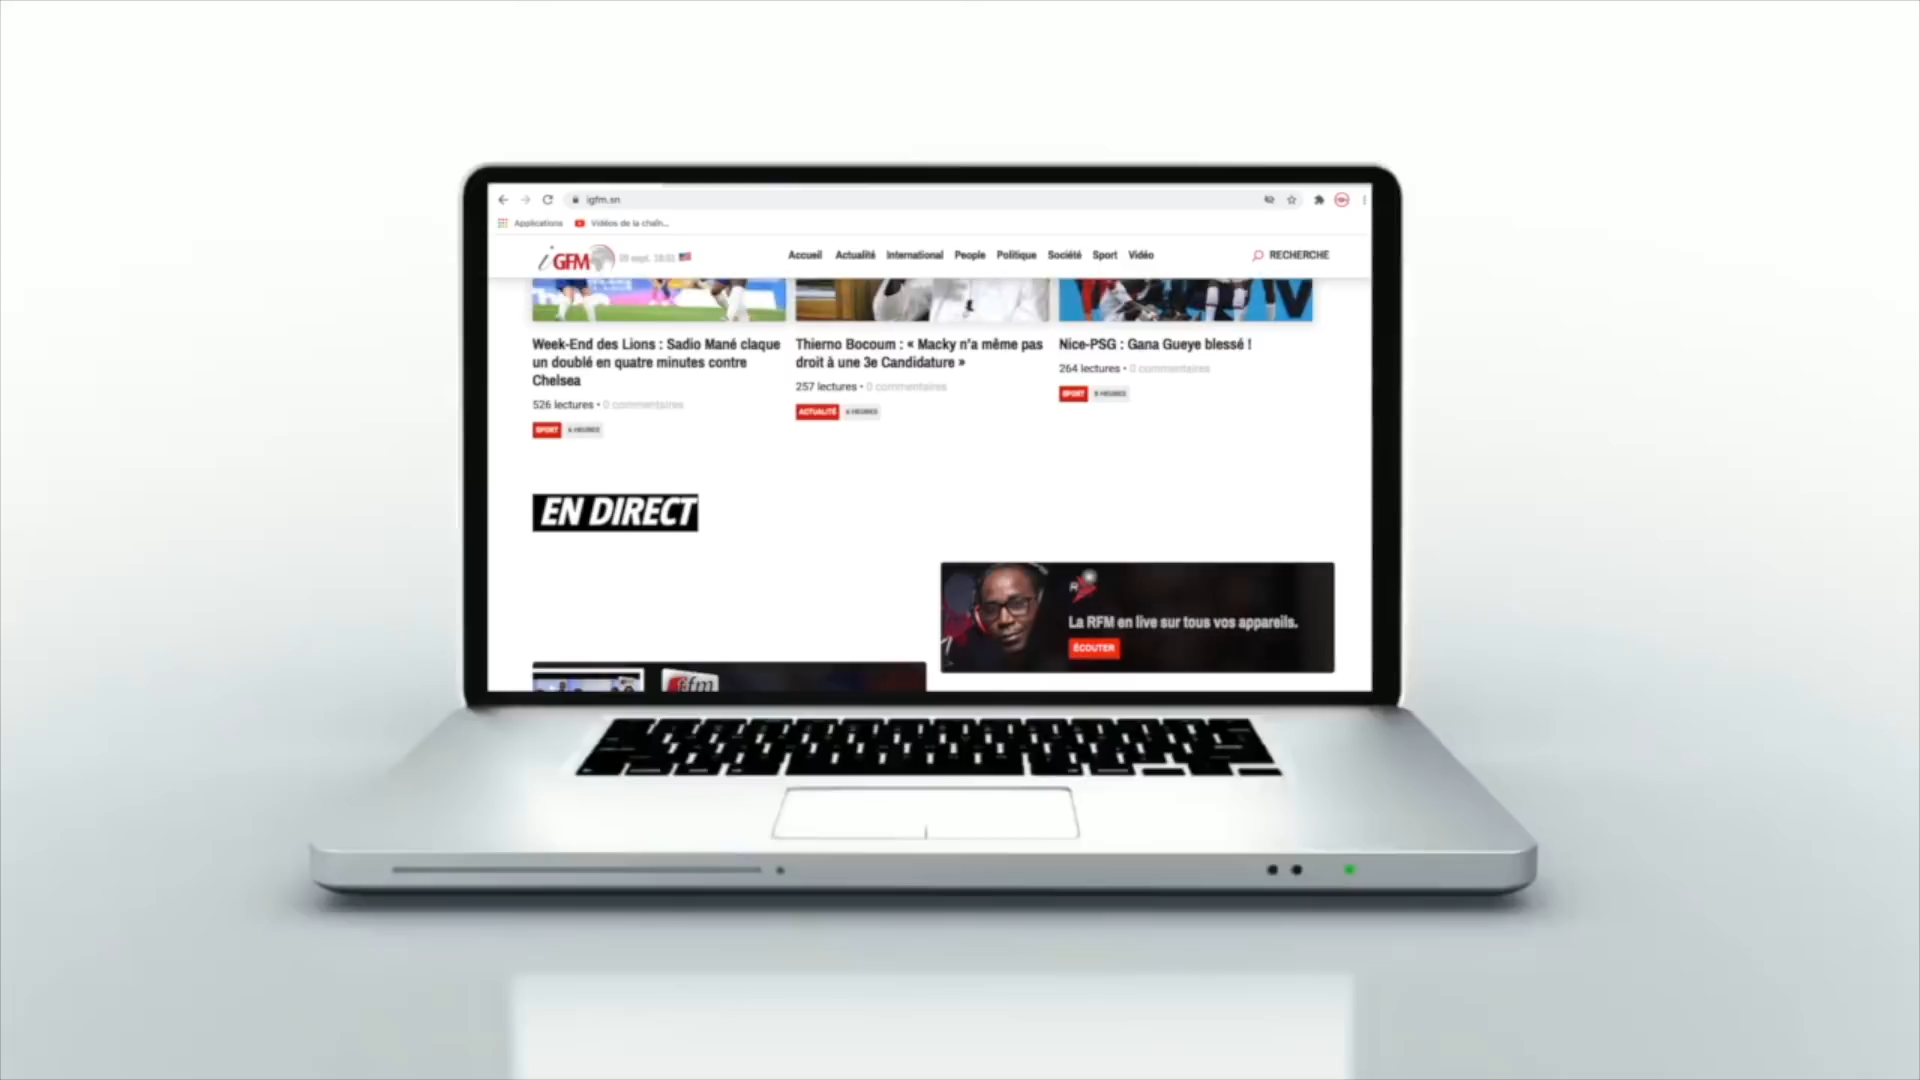 igfm.sn
Applications
Vidéos de la chaîn...
iGFM
Accueil Actualité International People Politique Société Sport Vidéo
RECHERCHE
Week-End des Lions : Sadio Mané claque
un doublé en quatre minutes contre
Chelsea
526 lectures • 0 commentaires
SPORT
Thierno Bocoum : « Macky n'a même pas
droit à une 3e Candidature »
257 lectures • 0 commentaires
ACTUALITÉ
Nice-PSG : Gana Gueye blessé !
264 lectures • 0 commentaires
SPORT
EN DIRECT
La RFM en live sur tous vos appareils.
ÉCOUTER
tfm